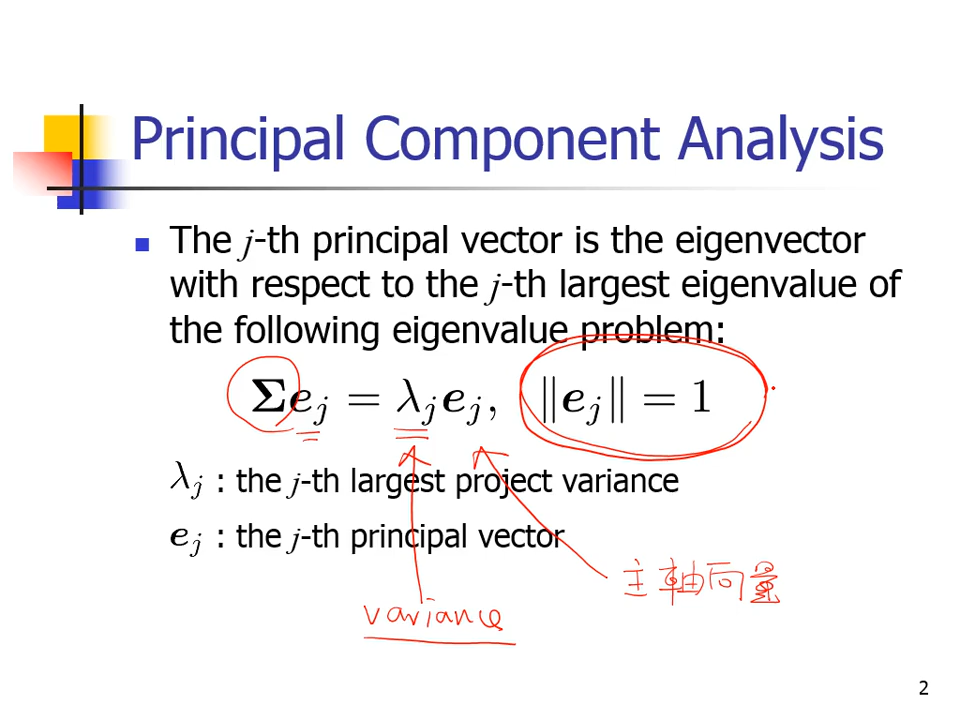 Principal Component Analysis
The j-th principal vector is the eigenvector
with respect to the j-th largest eigenvalue of
the following eigenvalue problem:
Σe_j = λ_j e_j, ‖e_j‖ = 1
λ_j : the j-th largest project variance
e_j : the j-th principal vector
主軸向量
variance
2